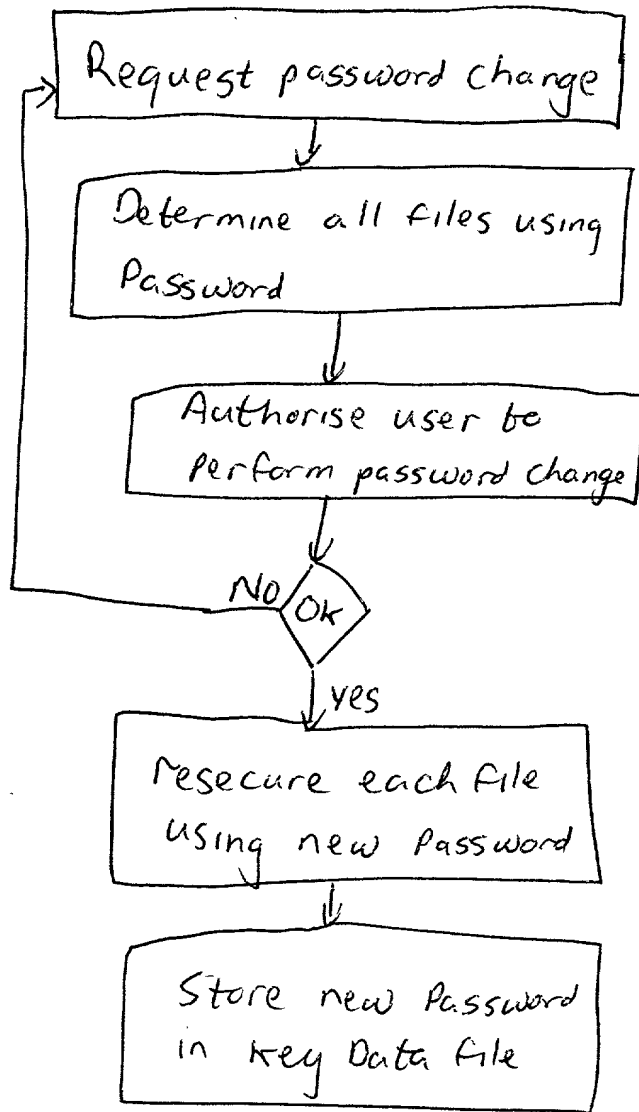 Request password change
Determine all files using
Password
Authorise user to
perform password change
No
OK
yes
resecure each file
using new Password
Store new Password
in Key Data file